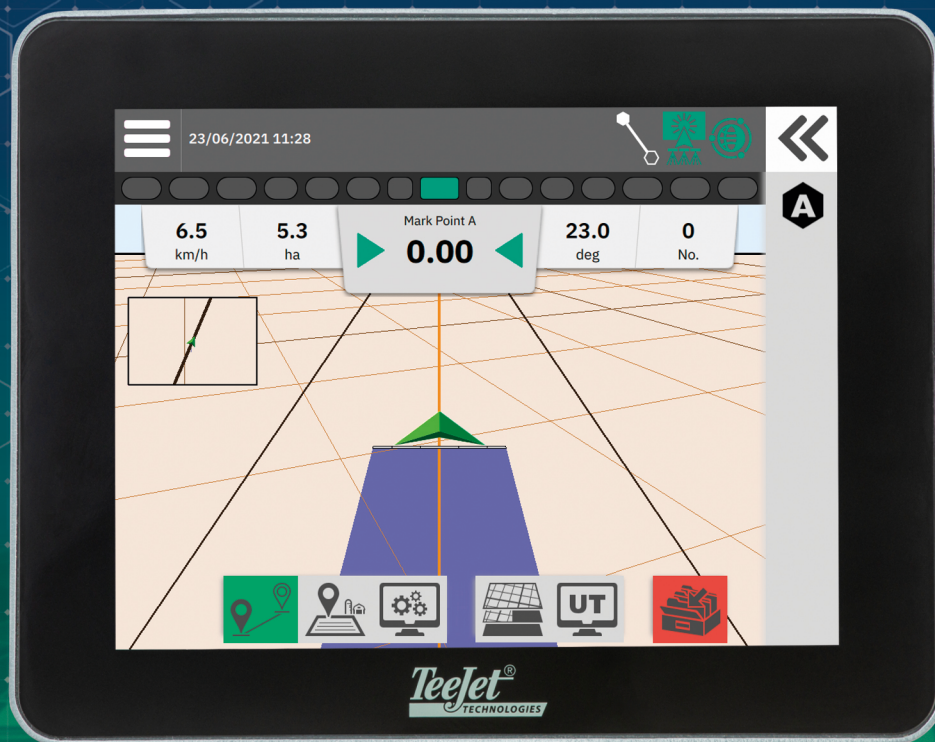 23/06/2021 11:28
Mark Point A
6.5
km/h
5.3
ha
0.00
23.0
deg
0
No.
A
UT
TeeJet®
TECHNOLOGIES